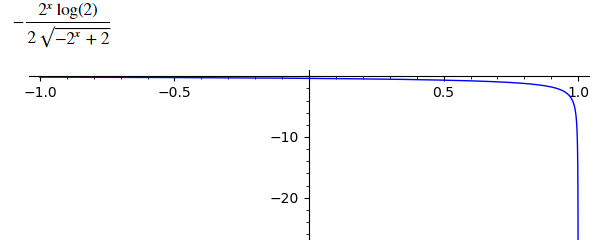 - 2^x log(2) / 2 √(-2^x + 2)
−1.0 −0.5 0.5 1.0
−10
−20